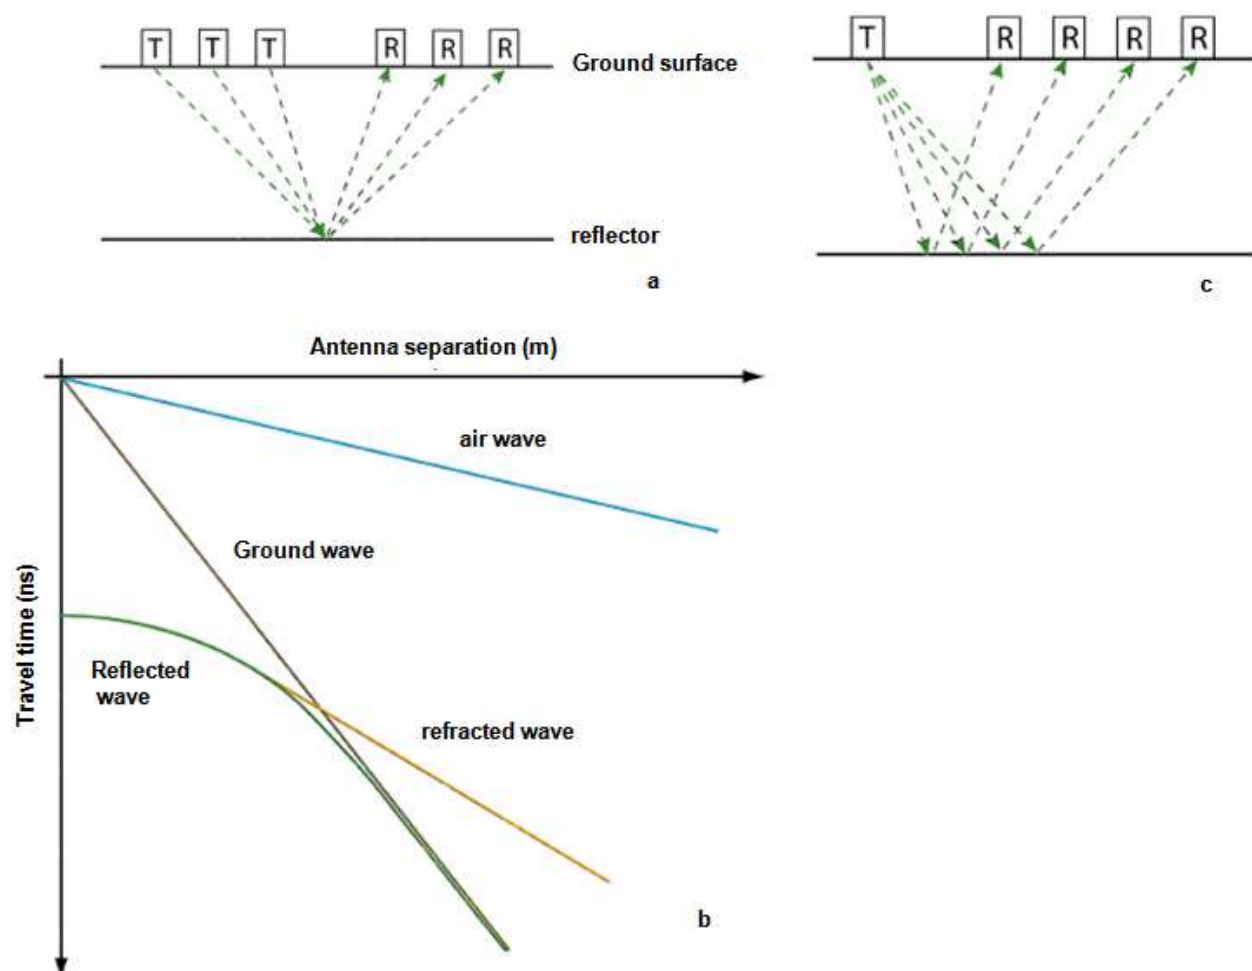 T T T R R R
Ground surface
reflector
a
T R R R R
c
Antenna separation (m)
air wave
Ground wave
Reflected
wave
refracted wave
Travel time (ns)
b